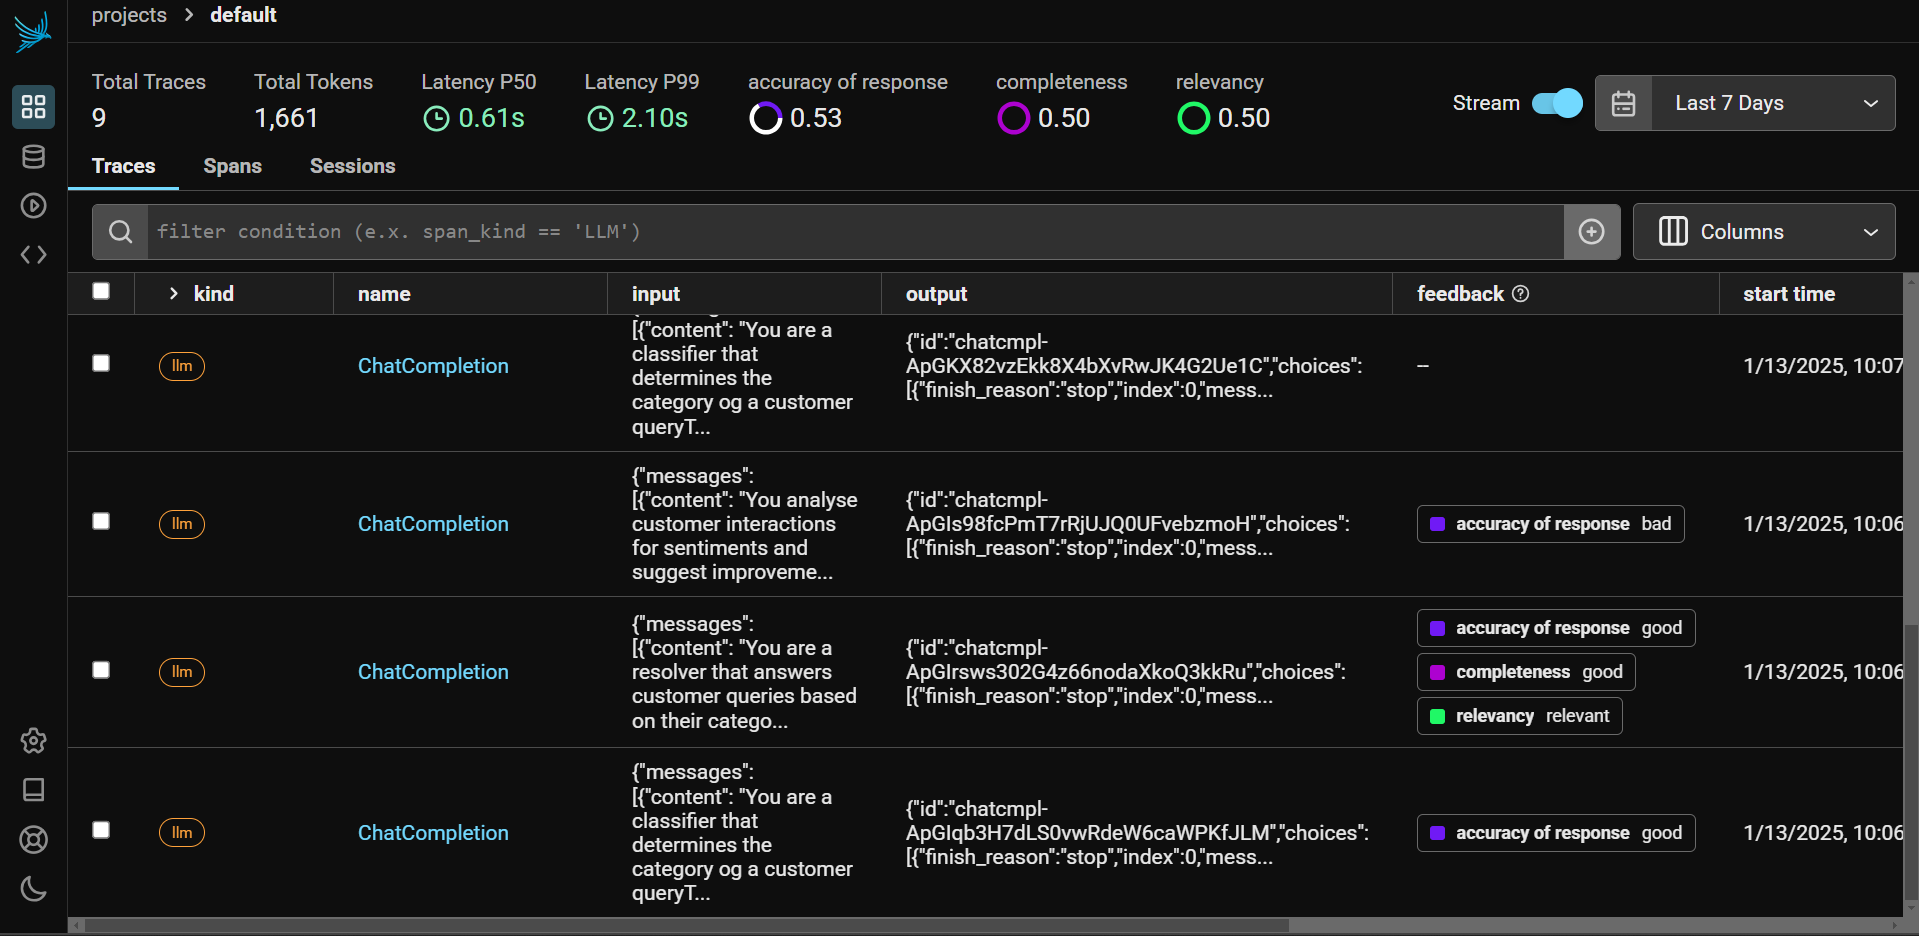 projects > default
Total Traces
9
Total Tokens
1,661
Latency P50
0.61s
Latency P99
2.10s
accuracy of response
0.53
completeness
0.50
relevancy
0.50
Stream
Last 7 Days
Traces Spans Sessions
filter condition (e.x. span_kind == 'LLM')
Columns
kind name input output feedback start time
llm
ChatCompletion
[{"content": "You are a
classifier that
determines the
category og a customer
queryT...
{"id":"chatcmpl-
ApGKX82vzEkk8X4bXvRwJK4G2Ue1C","choices":
[{"finish_reason":"stop","index":0,"mess...
--
1/13/2025, 10:07
llm
ChatCompletion
{"messages":
[{"content": "You analyse
customer interactions
for sentiments and
suggest improveme...
{"id":"chatcmpl-
ApGIs98fcPmT7rRjUJQ0UFvebzmoH","choices":
[{"finish_reason":"stop","index":0,"mess...
accuracy of response bad
1/13/2025, 10:06
llm
ChatCompletion
{"messages":
[{"content": "You are a
resolver that answers
customer queries based
on their catego...
{"id":"chatcmpl-
ApGIrsws302G4z66nodaXkoQ3kkRu","choices":
[{"finish_reason":"stop","index":0,"mess...
accuracy of response good
completeness good
relevancy relevant
1/13/2025, 10:06
llm
ChatCompletion
{"messages":
[{"content": "You are a
classifier that
determines the
category og a customer
queryT...
{"id":"chatcmpl-
ApGIqb3H7dLS0vwRdeW6caWPKfJLM","choices":
[{"finish_reason":"stop","index":0,"mess...
accuracy of response good
1/13/2025, 10:06